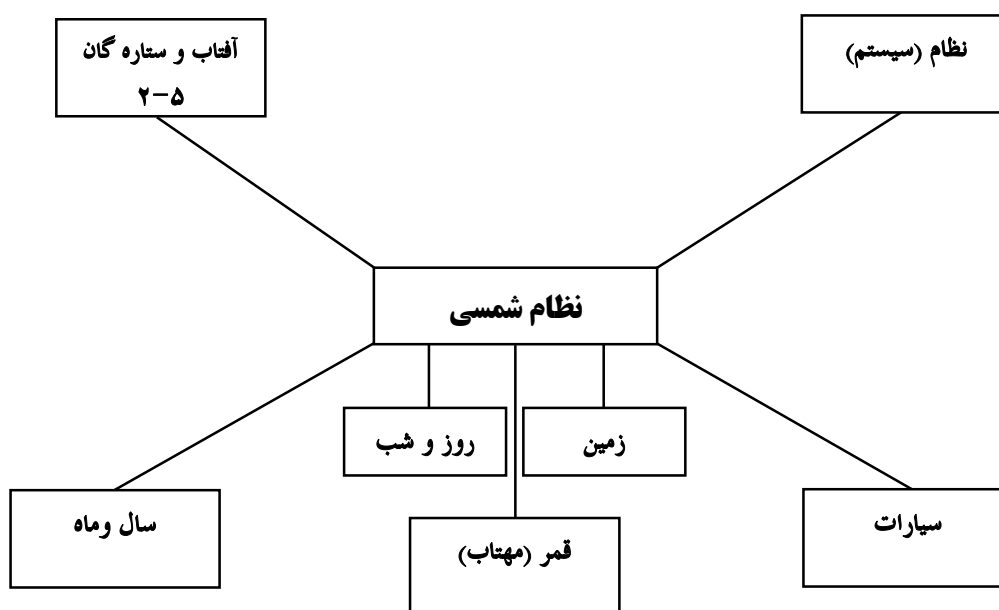 نظام (سیستم)
آفتاب و ستاره گان
۵-۲
نظام شمسی
زمین
روز و شب
سیارات
قمر (مهتاب)
سال وماه